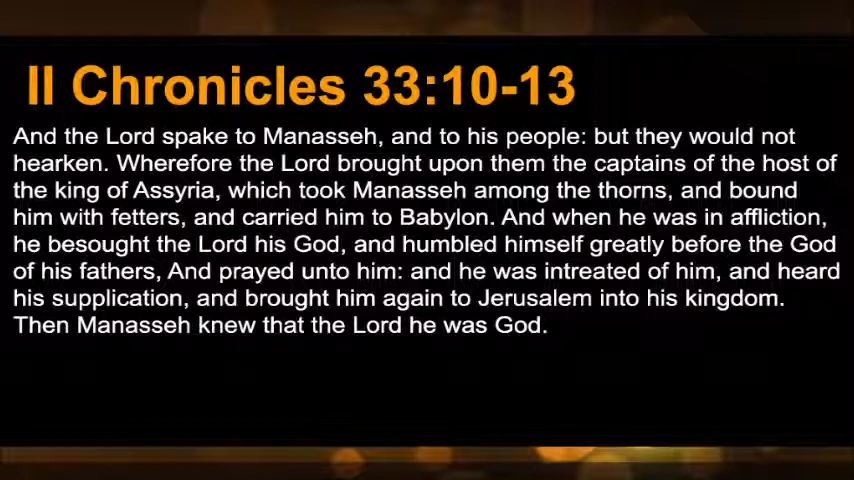 II Chronicles 33:10-13
And the Lord spake to Manasseh, and to his people: but they would not
hearken. Wherefore the Lord brought upon them the captains of the host of
the king of Assyria, which took Manasseh among the thorns, and bound
him with fetters, and carried him to Babylon. And when he was in affliction,
he besought the Lord his God, and humbled himself greatly before the God
of his fathers, And prayed unto him: and he was intreated of him, and heard
his supplication, and brought him again to Jerusalem into his kingdom.
Then Manasseh knew that the Lord he was God.